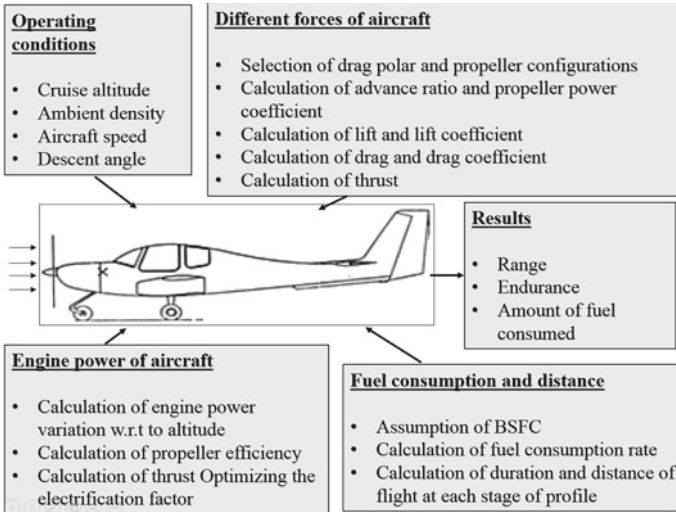 Operating
conditions
• Cruise altitude
• Ambient density
• Aircraft speed
• Descent angle
Different forces of aircraft
• Selection of drag polar and propeller configurations
• Calculation of advance ratio and propeller power
coefficient
• Calculation of lift and lift coefficient
• Calculation of drag and drag coefficient
• Calculation of thrust
Results
• Range
• Endurance
• Amount of fuel
consumed
Engine power of aircraft
• Calculation of engine power
variation w.r.t to altitude
• Calculation of propeller efficiency
• Calculation of thrust Optimizing the
electrification factor
Fuel consumption and distance
• Assumption of BSFC
• Calculation of fuel consumption rate
• Calculation of duration and distance of
flight at each stage of profile